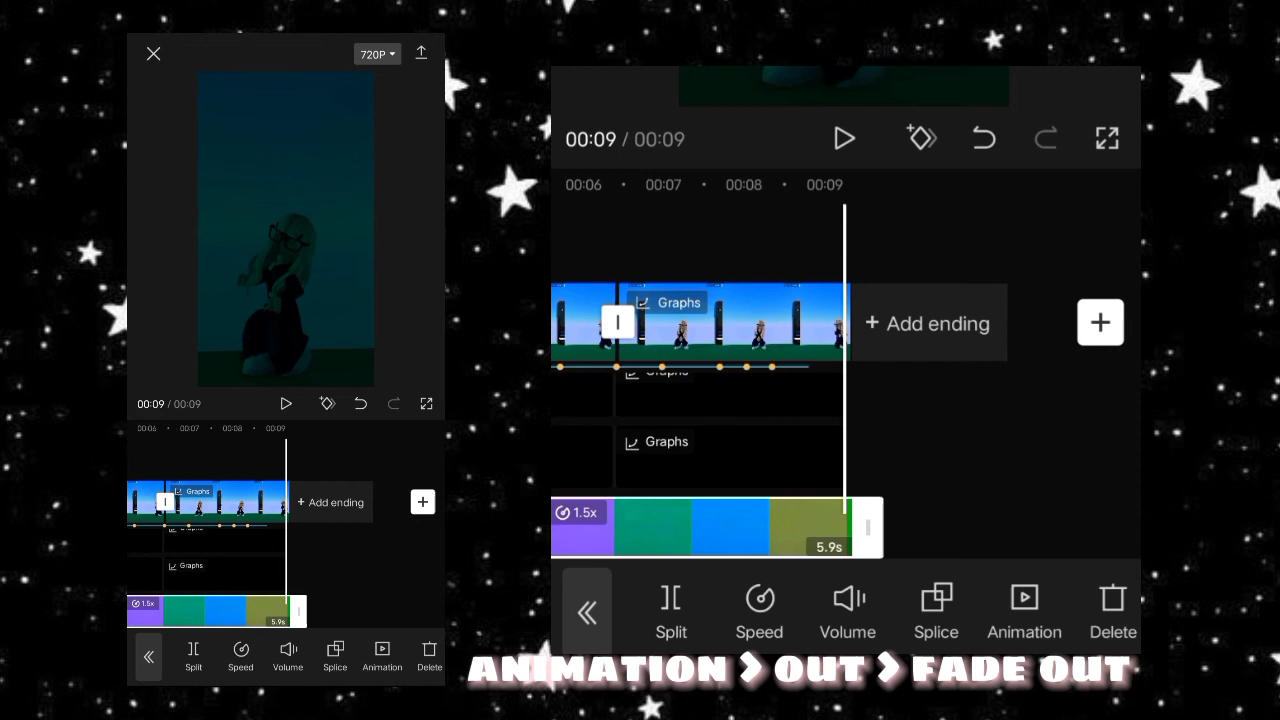 720P
00:09 / 00:09
00:06 00:07 00:08 00:09
Graphs
+ Add ending
Graphs
Graphs
1.5x
5.9s
Split Speed Volume Splice Animation Delete
00:09 / 00:09
00:06 00:07 00:08 00:09
Graphs
+ Add ending
Graphs
Graphs
1.5x
5.9s
Split Speed Volume Splice Animation Delete
ANIMATION > OUT > FADE OUT